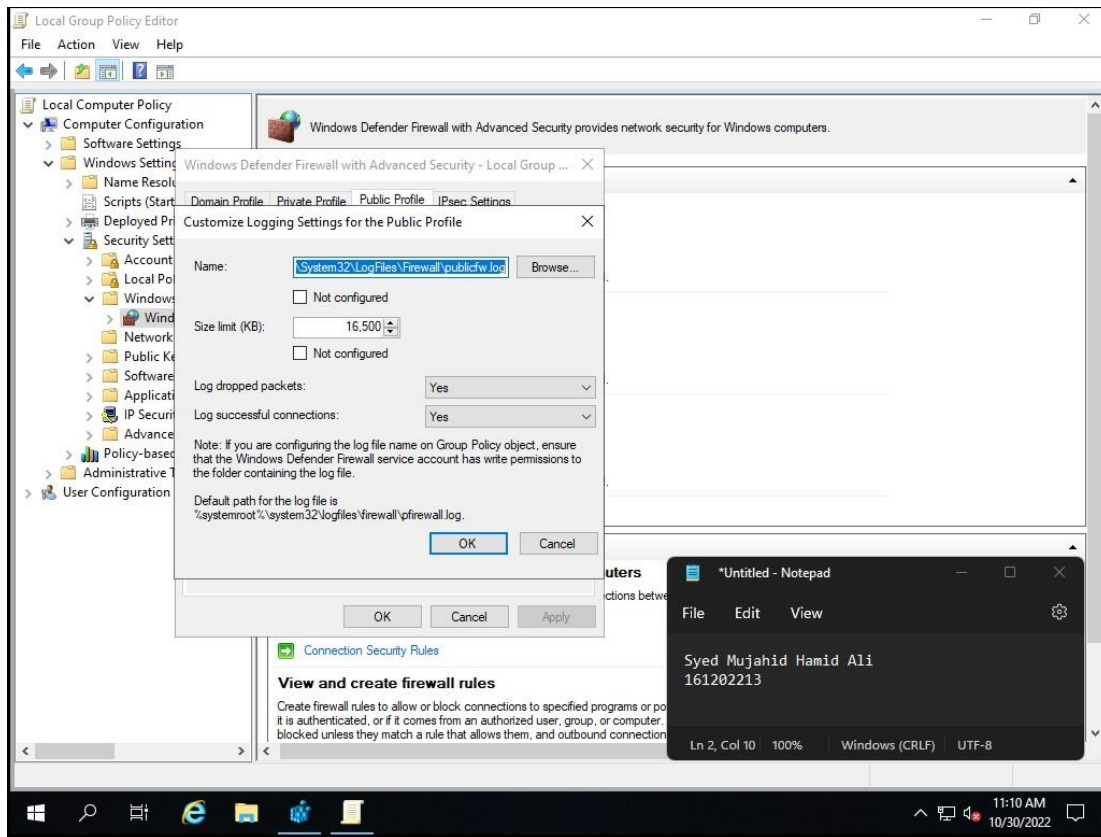 Local Group Policy Editor
File Action View Help
Local Computer Policy
Computer Configuration
Software Settings
Windows Setting
Name Resolu
Scripts (Start
Deployed Pri
Security Sett
Account
Local Pol
Windows
Wind
Network
Public Ke
Software
Applicati
IP Securit
Advance
Policy-based
Administrative T
User Configuration
Windows Defender Firewall with Advanced Security provides network security for Windows computers.
Windows Defender Firewall with Advanced Security - Local Group ...
Domain Profile Private Profile Public Profile IPsec Settings
Customize Logging Settings for the Public Profile
Name: \System32\LogFiles\Firewall\publicfw.log Browse...
Not configured
Size limit (KB): 16,500
Not configured
Log dropped packets: Yes
Log successful connections: Yes
Note: If you are configuring the log file name on Group Policy object, ensure
that the Windows Defender Firewall service account has write permissions to
the folder containing the log file.
Default path for the log file is
%systemroot%\system32\logfiles\firewall\pfirewall.log.
OK Cancel
OK Cancel Apply
uters
ctions betwe
Connection Security Rules
View and create firewall rules
Create firewall rules to allow or block connections to specified programs or po
it is authenticated, or if it comes from an authorized user, group, or computer.
blocked unless they match a rule that allows them, and outbound connection
*Untitled - Notepad
File Edit View
Syed Mujahid Hamid Ali
161202213
Ln 2, Col 10 100% Windows (CRLF) UTF-8
11:10 AM
10/30/2022